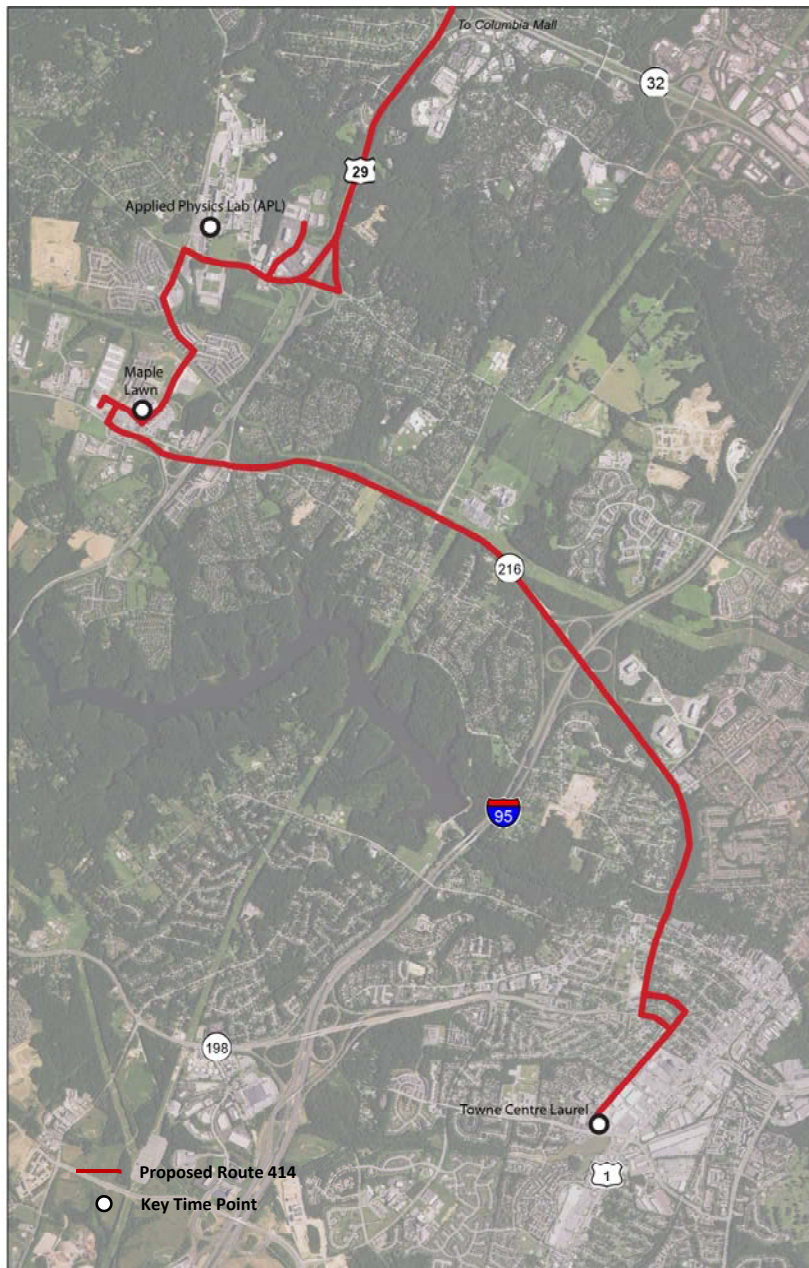 To Columbia Mall
32
29
Applied Physics Lab (APL)
Maple
Lawn
216
95
198
Towne Centre Laurel
1
Proposed Route 414
Key Time Point